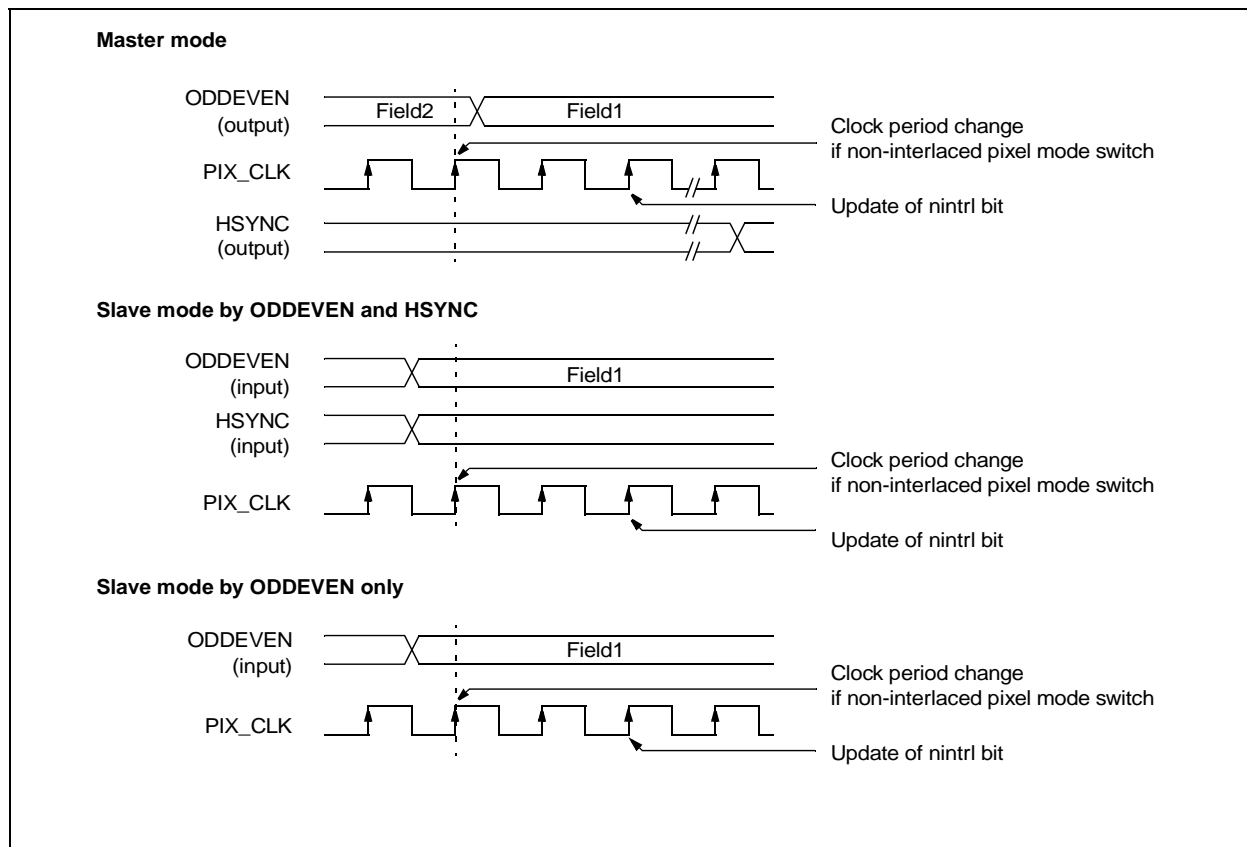 Master mode
ODDEVEN
(output)
Field2
Field1
Clock period change
if non-interlaced pixel mode switch
PIX_CLK
Update of nintrl bit
HSYNC
(output)
Slave mode by ODDEVEN and HSYNC
ODDEVEN
(input)
Field1
HSYNC
(input)
Clock period change
if non-interlaced pixel mode switch
PIX_CLK
Update of nintrl bit
Slave mode by ODDEVEN only
ODDEVEN
(input)
Field1
Clock period change
if non-interlaced pixel mode switch
PIX_CLK
Update of nintrl bit